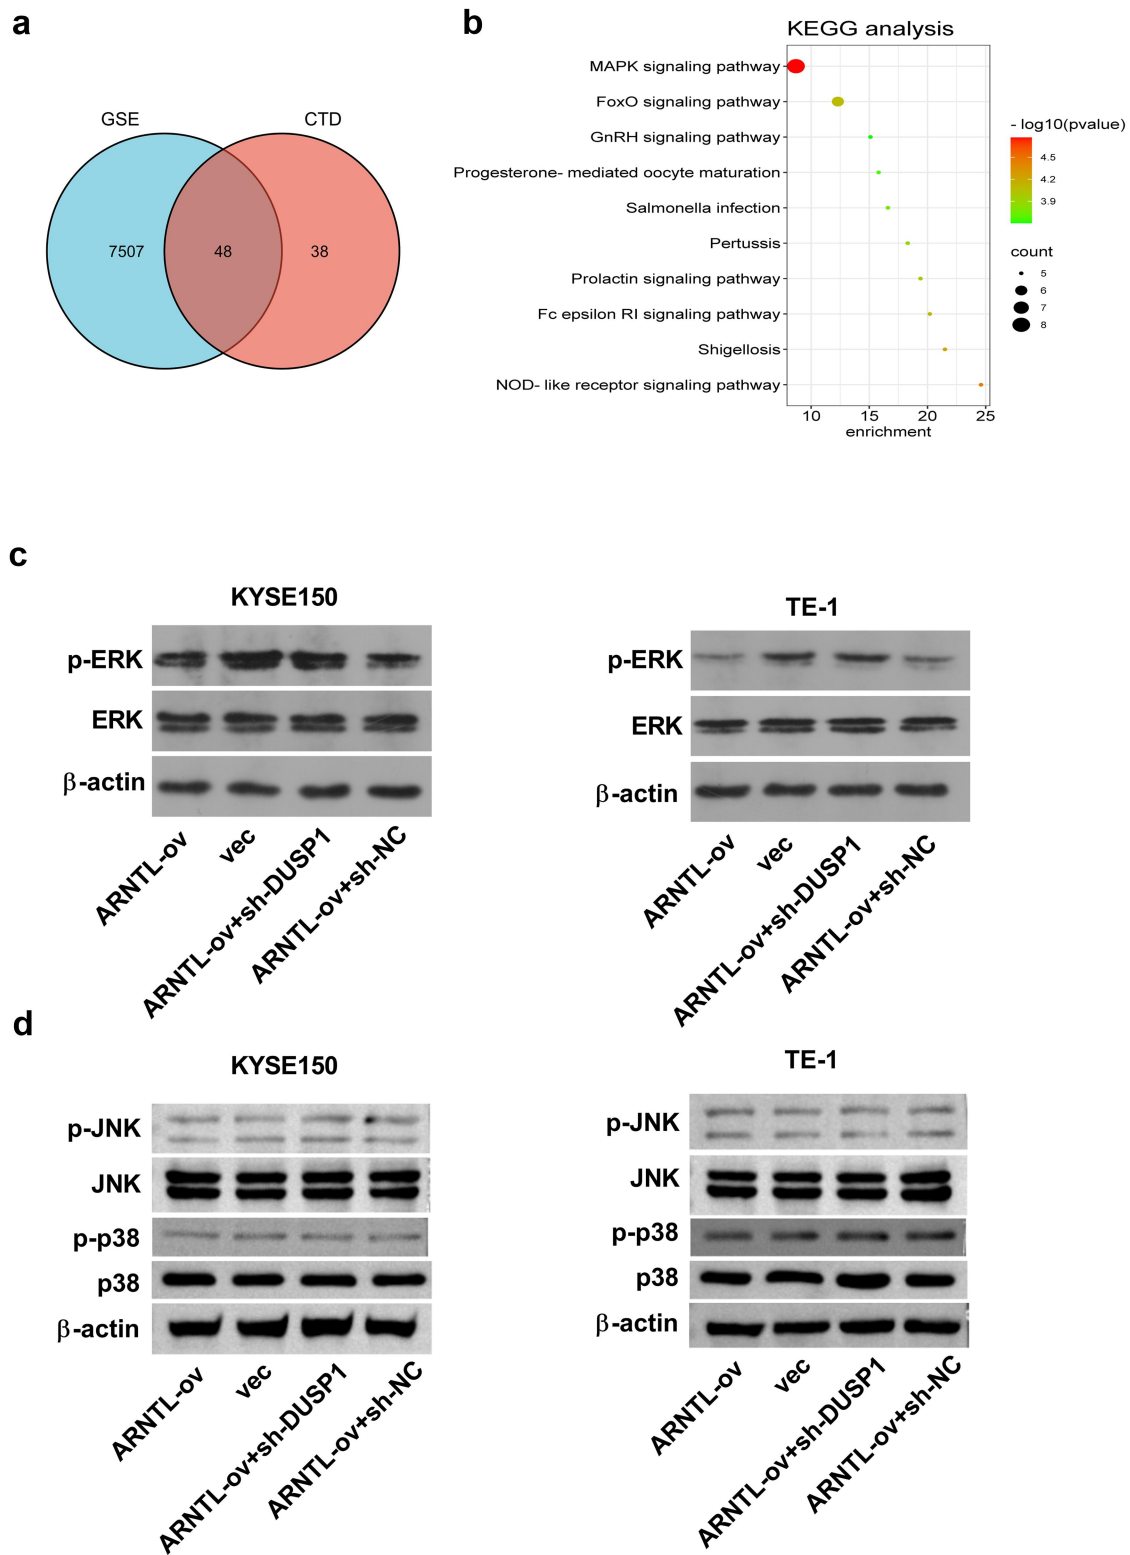 a
GSE
CTD
7507
48
38
b
KEGG analysis
MAPK signaling pathway
FoxO signaling pathway
GnRH signaling pathway
Progesterone- mediated oocyte maturation
Salmonella infection
Pertussis
Prolactin signaling pathway
Fc epsilon RI signaling pathway
Shigellosis
NOD- like receptor signaling pathway
10 15 20 25
enrichment
- log10(pvalue)
4.5
4.2
3.9
count
5
6
7
8
c
KYSE150
p-ERK
ERK
β-actin
ARNTL-ov
vec
ARNTL-ov+sh-DUSP1
ARNTL-ov+sh-NC
TE-1
p-ERK
ERK
β-actin
ARNTL-ov
vec
ARNTL-ov+sh-DUSP1
ARNTL-ov+sh-NC
d
KYSE150
p-JNK
JNK
p-p38
p38
β-actin
ARNTL-ov
vec
ARNTL-ov+sh-DUSP1
ARNTL-ov+sh-NC
TE-1
p-JNK
JNK
p-p38
p38
β-actin
ARNTL-ov
vec
ARNTL-ov+sh-DUSP1
ARNTL-ov+sh-NC